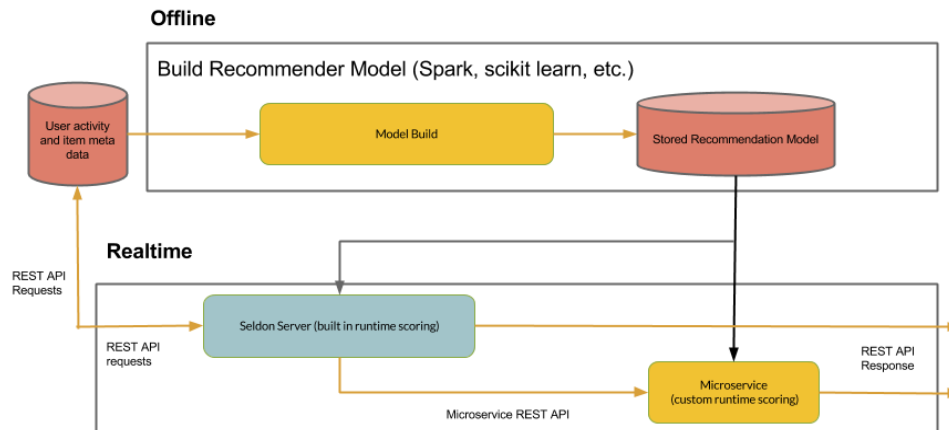 Offline
Build Recommender Model (Spark, scikit learn, etc.)
User activity
and item meta
data
Model Build
Stored Recommendation Model
Realtime
REST API
Requests
Seldon Server (built in runtime scoring)
REST API
requests
REST API
Response
Microservice
(custom runtime scoring)
Microservice REST API